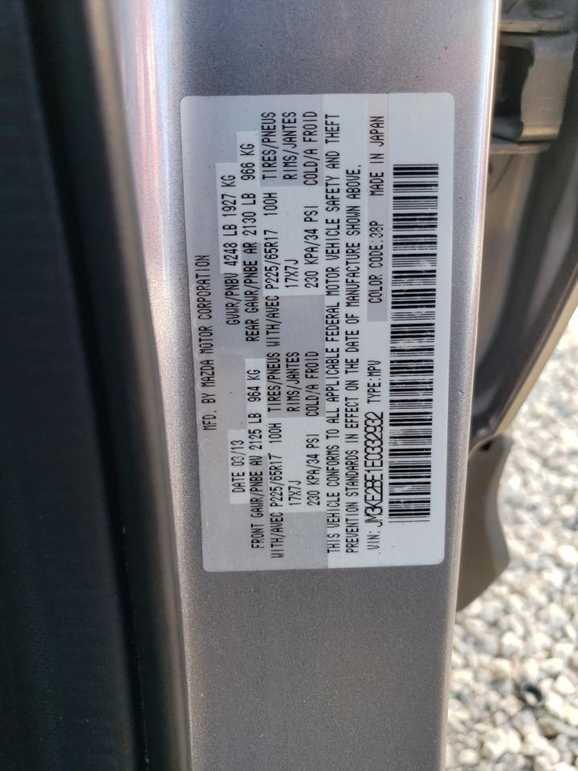 MFD. BY MAZDA MOTOR CORPORATION
DATE 03/13 GVWR/PNBV 4248 LB 1927 KG
FRONT GAWR/PNBE AV 2125 LB 964 KG REAR GAWR/PNBE AR 2130 LB 966 KG
WITH/AVEC P225/65R17 100H TIRES/PNEUS WITH/AVEC P225/65R17 100H TIRES/PNEUS
17X7J RIMS/JANTES 17X7J RIMS/JANTES
230 KPA/34 PSI COLD/A FROID 230 KPA/34 PSI COLD/A FROID
THIS VEHICLE CONFORMS TO ALL APPLICABLE FEDERAL MOTOR VEHICLE SAFETY AND THEFT
PREVENTION STANDARDS IN EFFECT ON THE DATE OF MANUFACTURE SHOWN ABOVE.
VIN: JM3KE2BE1E0332932 TYPE:MPV COLOR CODE:38P MADE IN JAPAN